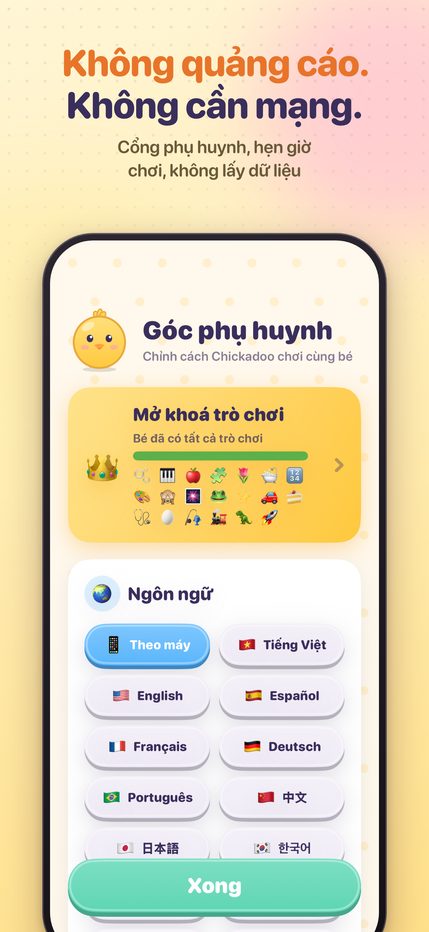 Không quảng cáo.
Không cần mạng.
Cổng phụ huynh, hẹn giờ
chơi, không lấy dữ liệu
Góc phụ huynh
Chỉnh cách Chickadoo chơi cùng bé
Mở khoá trò chơi
Bé đã có tất cả trò chơi
Ngôn ngữ
Theo máy
Tiếng Việt
English
Español
Français
Deutsch
Português
中文
日本語
한국어
Xong